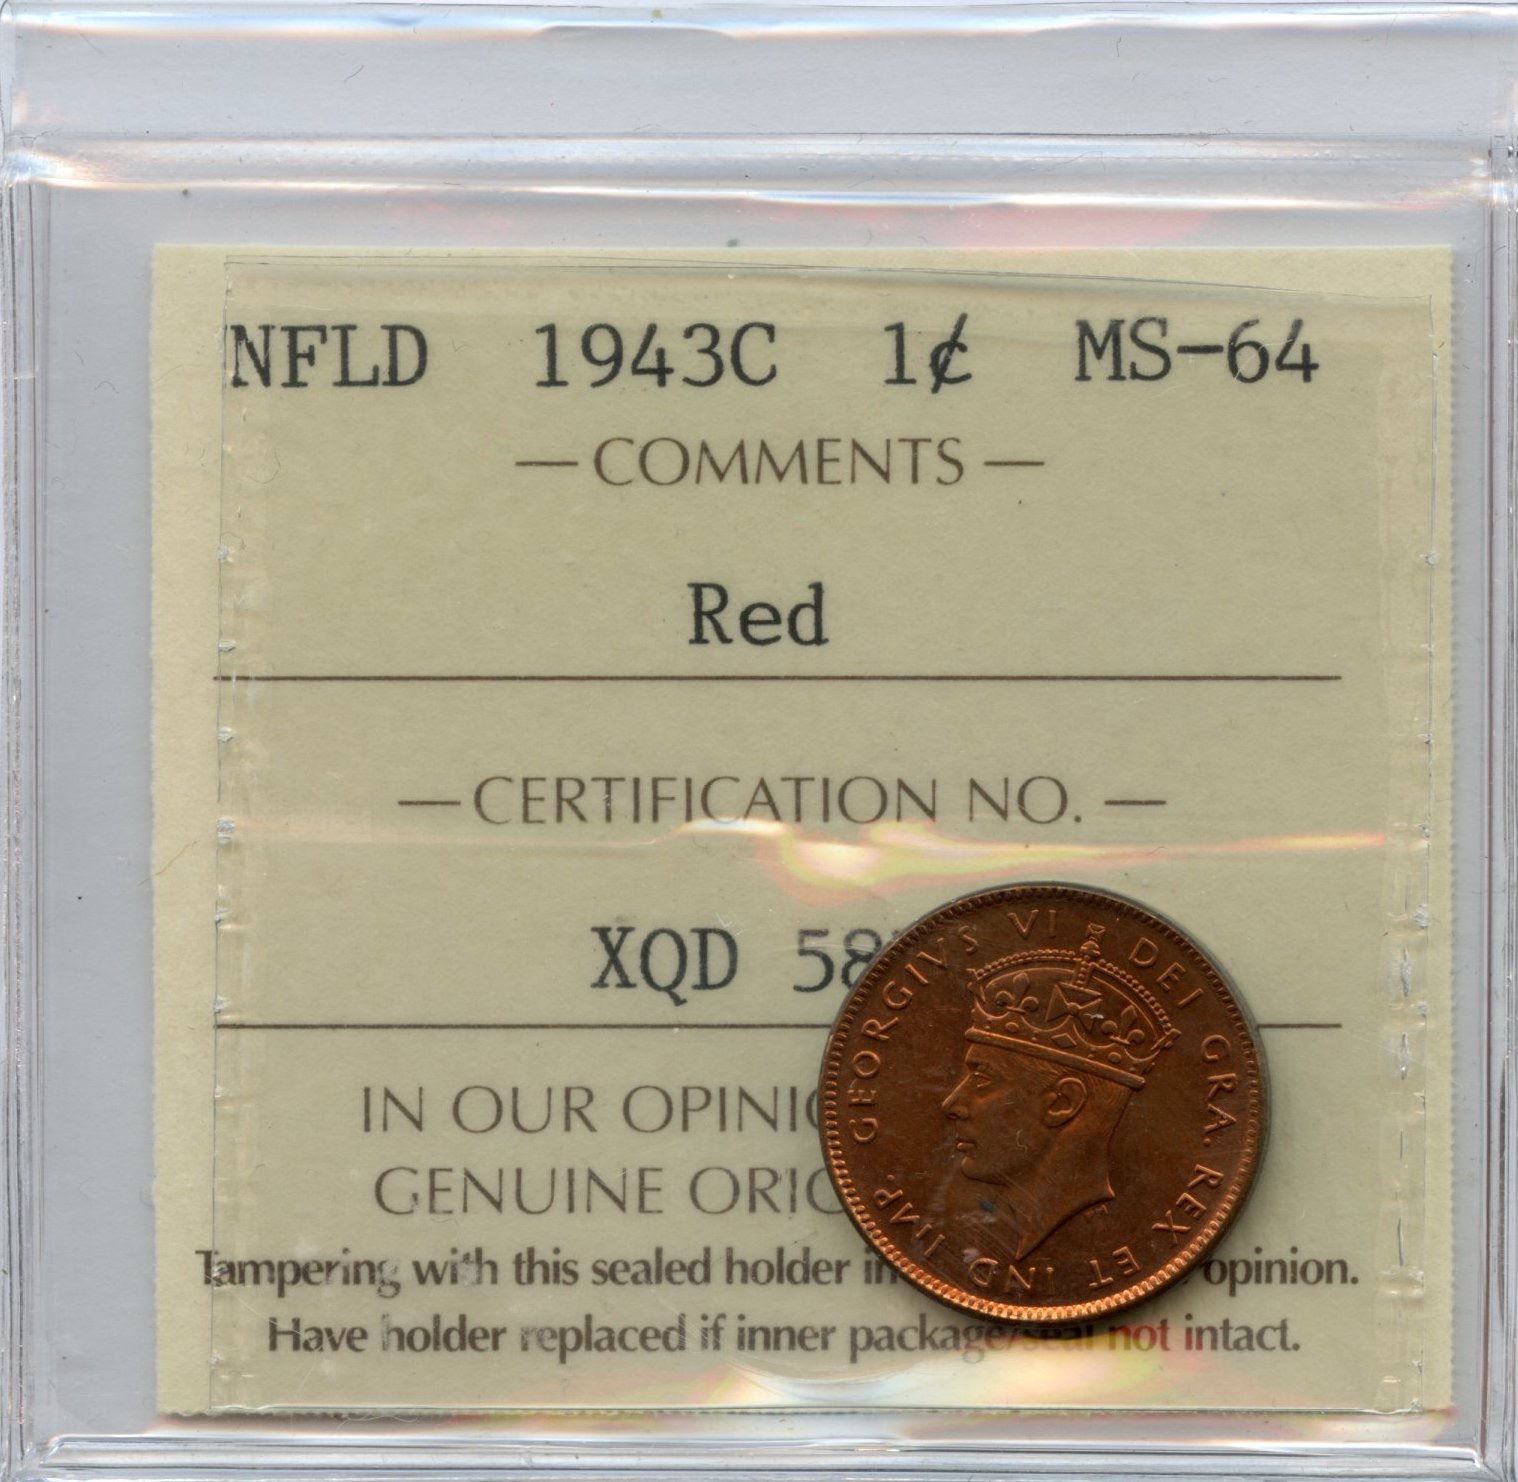 NFLD 1943C 1¢ MS-64
— COMMENTS —
Red
— CERTIFICATION NO. —
XQD 58
IN OUR OPINIO
GENUINE ORIG
Tampering with this sealed holder in opinion.
Have holder replaced if inner package/seal not intact.
GEORGIVS VI DEI GRA. REX ET IND. IMP.